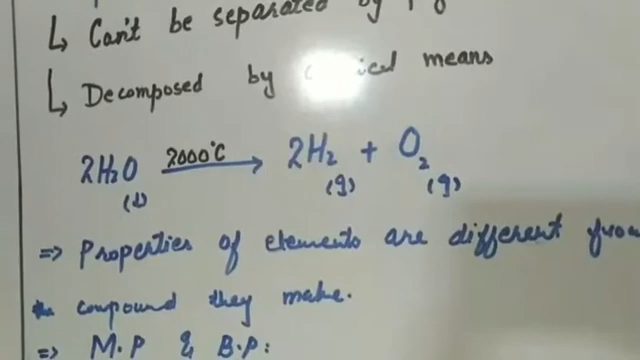 ↳ Can't be separated by
↳ Decomposed by means
2H₂O (l) —2000°C→ 2H₂ (g) + O₂ (g)
⇒ Properties of elements are different from
the compound they make.
⇒ M.P & B.P: